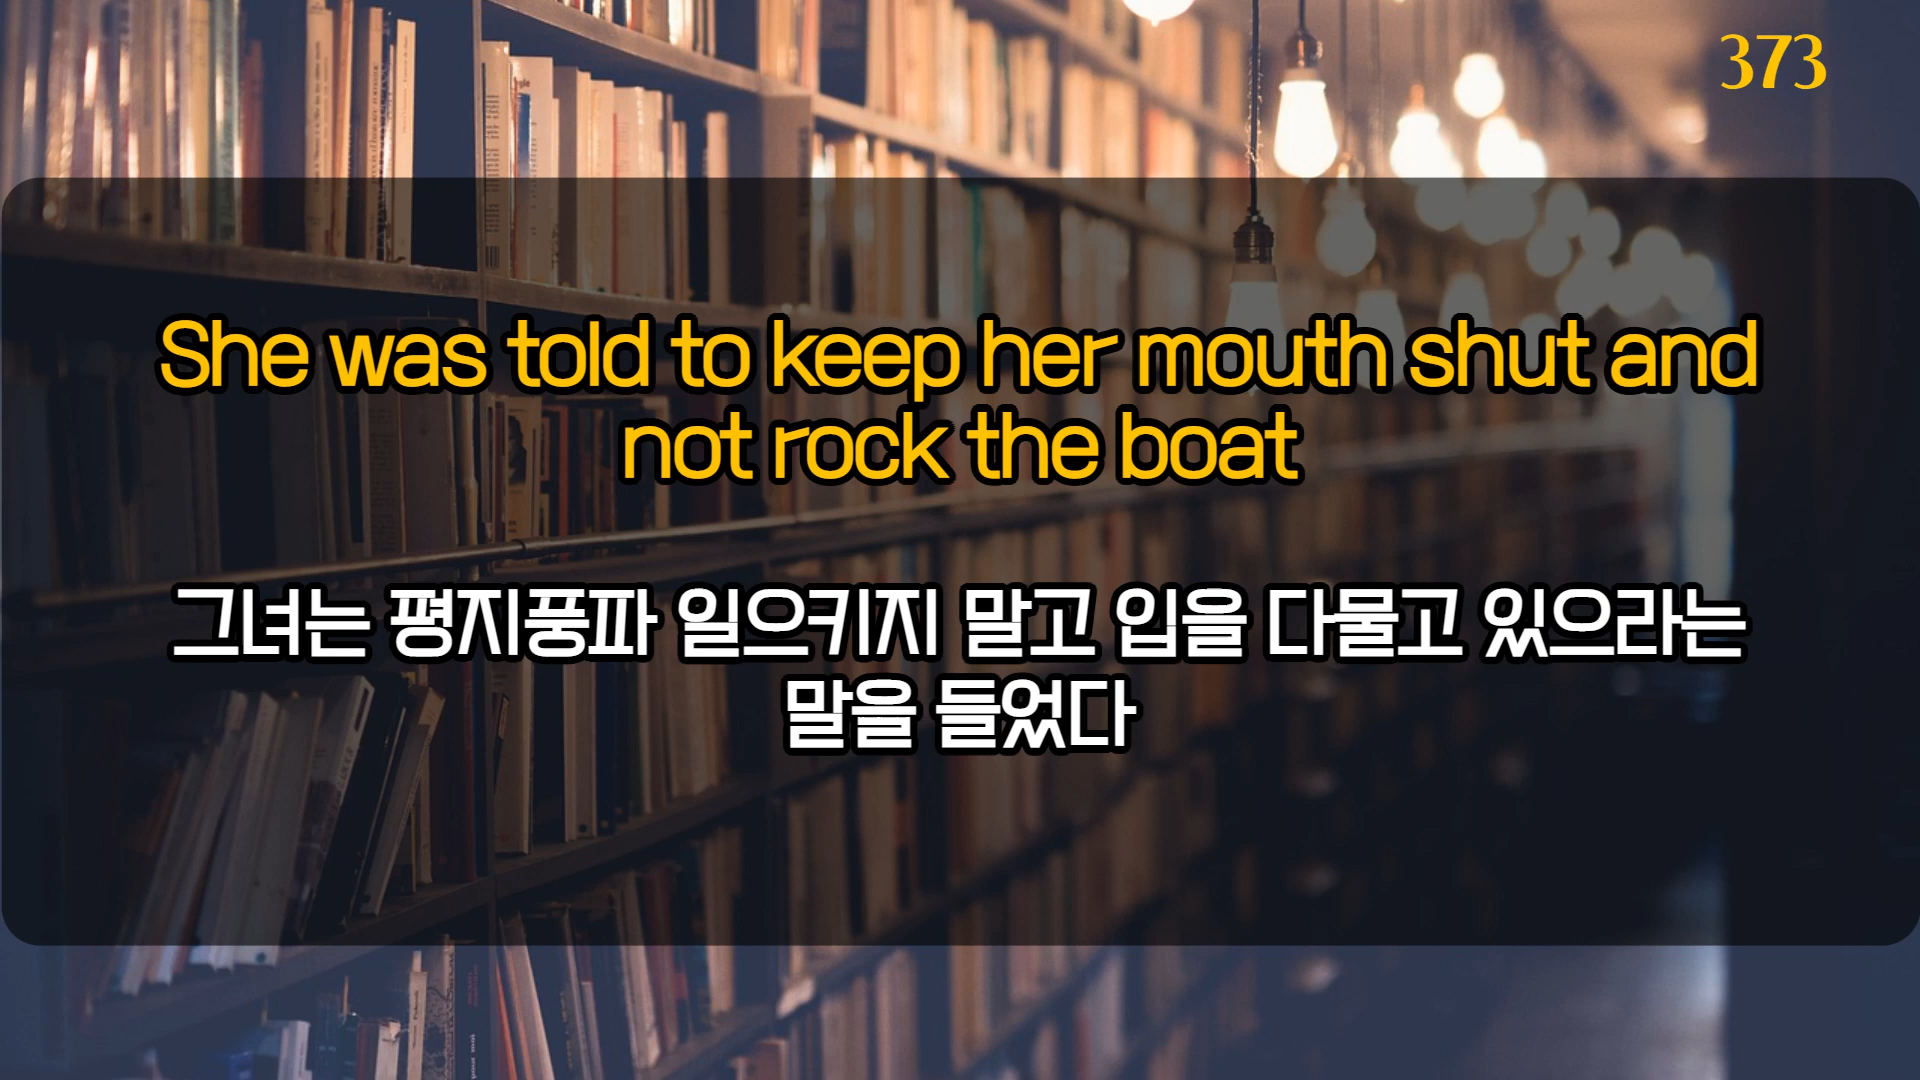 373
She was told to keep her mouth shut and
not rock the boat
그녀는 평지풍파 일으키지 말고 입을 다물고 있으라는
말을 들었다